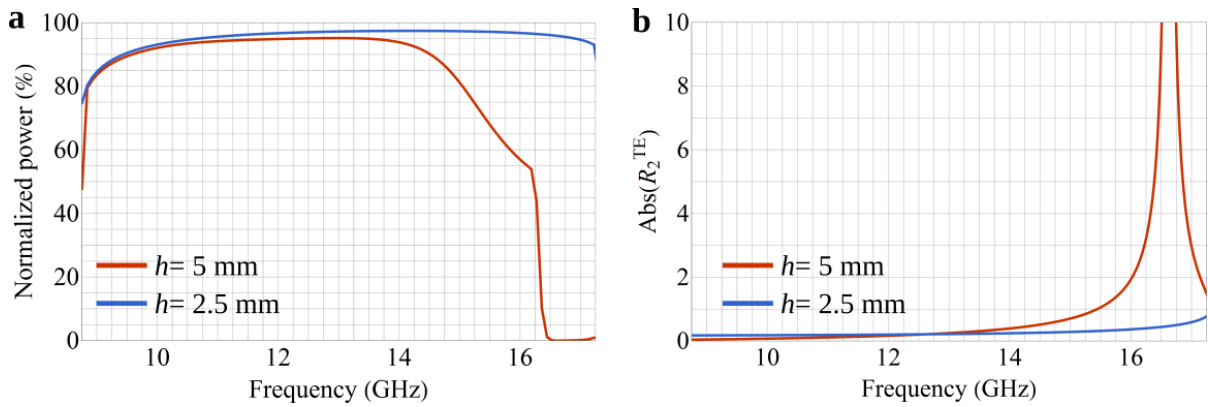 a
100
80
60
40
20
0
Normalized power (%)
h= 5 mm
h= 2.5 mm
10
12
14
16
Frequency (GHz)
b
10
8
6
4
2
0
Abs(R₂ᵀᴱ)
h= 5 mm
h= 2.5 mm
10
12
14
16
Frequency (GHz)